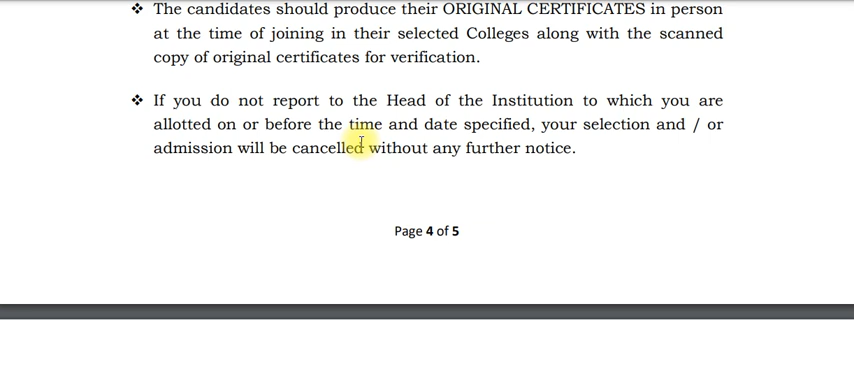 ❖ The candidates should produce their ORIGINAL CERTIFICATES in person
at the time of joining in their selected Colleges along with the scanned
copy of original certificates for verification.
❖ If you do not report to the Head of the Institution to which you are
allotted on or before the time and date specified, your selection and / or
admission will be cancelled without any further notice.
Page 4 of 5